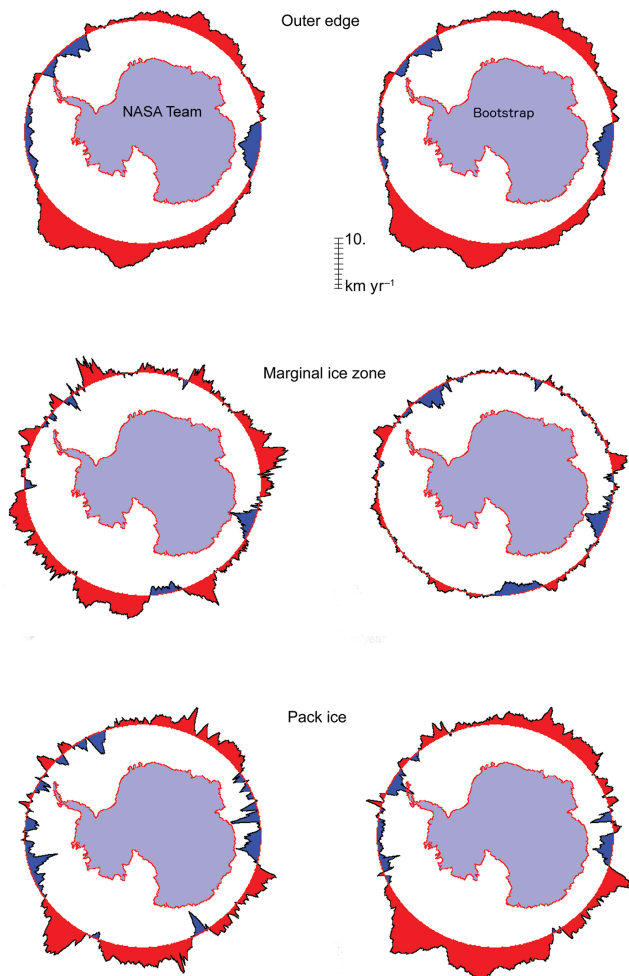 Outer edge
NASA Team
Bootstrap
10.
km yr⁻¹
Marginal ice zone
Pack ice